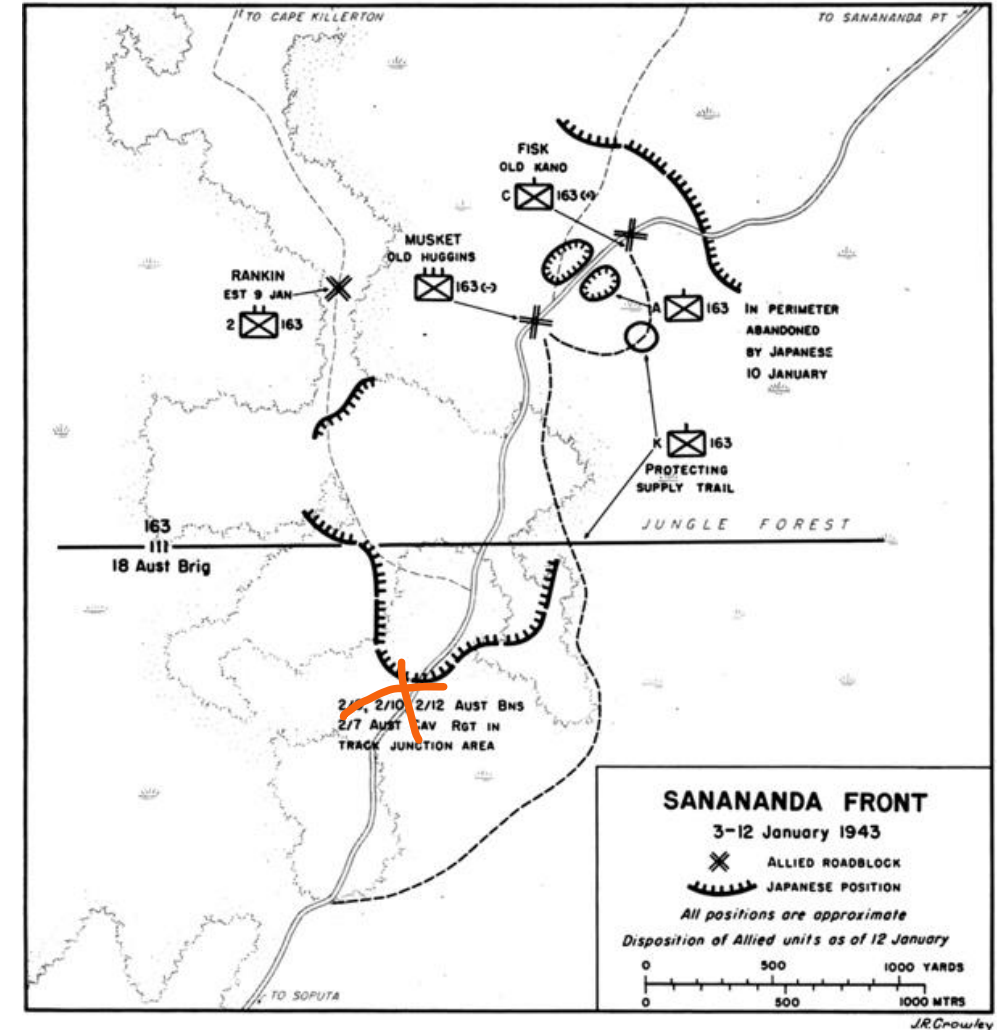 TO CAPE KILLERTON
TO SANANANDA PT
FISK
OLD KANO
C 163(+)
MUSKET
OLD HUGGINS
163(-)
RANKIN
EST 9 JAN
2 163
A 163
IN PERIMETER
ABANDONED
BY JAPANESE
10 JANUARY
K 163
PROTECTING
SUPPLY TRAIL
JUNGLE FOREST
163
18 Aust Brig
2/10, 2/12 AUST BNS
2/7 AUST CAV RGT IN
TRACK JUNCTION AREA
TO SOPUTA
SANANANDA FRONT
3-12 January 1943
ALLIED ROADBLOCK
JAPANESE POSITION
All positions are approximate
Disposition of Allied units as of 12 January
0 500 1000 YARDS
0 500 1000 MTRS
J.R.Crowley